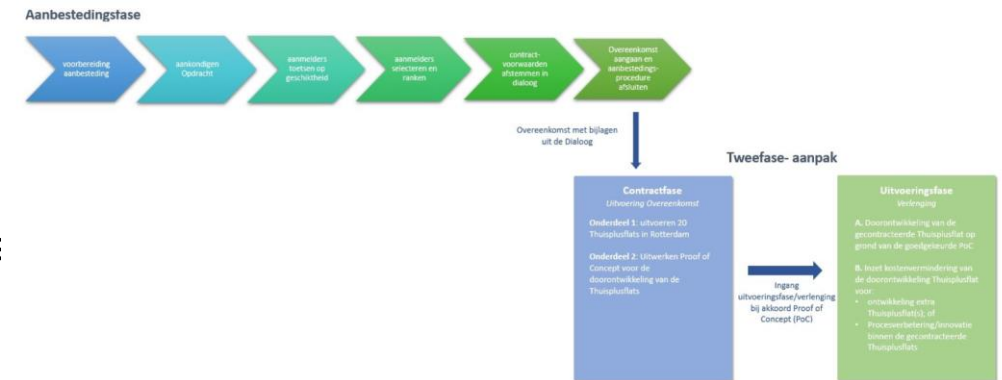 Aanbestedingsfase
voorbereiding
aanbesteding
aankondigen
Opdracht
aanmelders
toetsen op
geschiktheid
aanmelders
selecteren en
ranken
contract-
voorwaarden
afstemmen in
dialoog
Overeenkomst
aangaan en
aanbestedings-
procedure
afsluiten
Overeenkomst met bijlagen
uit de Dialoog
Tweefase- aanpak
Contractfase
Uitvoering Overeenkomst
Onderdeel 1: uitvoeren 20
Thuisplusflats in Rotterdam
Onderdeel 2: Uitwerken Proof of
Concept voor de
doorontwikkeling van de
Thuisplusflats
Ingang
uitvoeringsfase/verlenging
bij akkoord Proof of
Concept (PoC)
Uitvoeringsfase
Verlenging
A. Doorontwikkeling van de
gecontracteerde Thuisplusflat op
grond van de goedgekeurde PoC
B. Inzet kostenvermindering van
de doorontwikkeling Thuisplusflat
voor:
• ontwikkeling extra
Thuisplusflat(s); of
• Procesverbetering/innovatie
binnen de gecontracteerde
Thuisplusflats